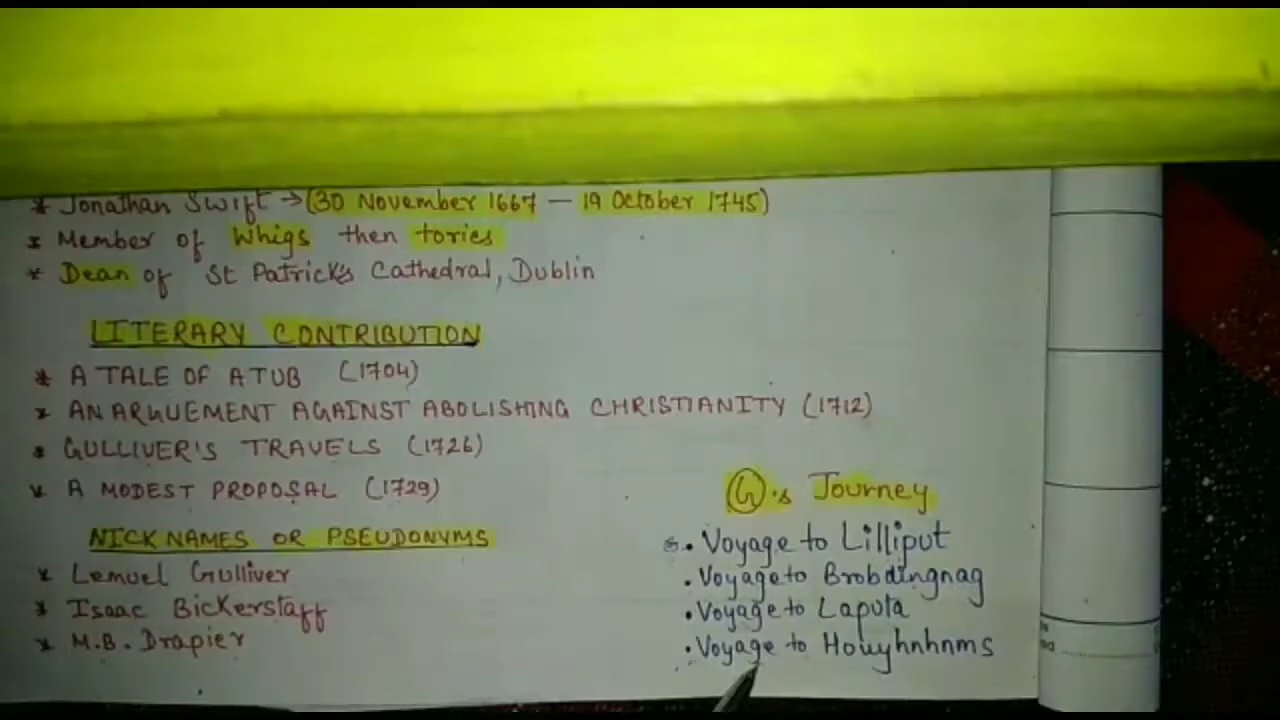 * Jonathan Swift → (30 November 1667 — 19 October 1745)
* Member of Whigs then tories
* Dean of St Patrick's Cathedral, Dublin
LITERARY CONTRIBUTION
* A TALE OF A TUB (1704)
* AN ARGUEMENT AGAINST ABOLISHING CHRISTIANITY (1712)
* GULLIVER'S TRAVELS (1726)
* A MODEST PROPOSAL (1729)
NICK NAMES OR PSEUDONYMS
* Lemuel Gulliver
* Isaac Bickerstaff
* M.B. Drapier
G's Journey
• Voyage to Lilliput
• Voyage to Brobdingnag
• Voyage to Laputa
• Voyage to Houyhnhnms